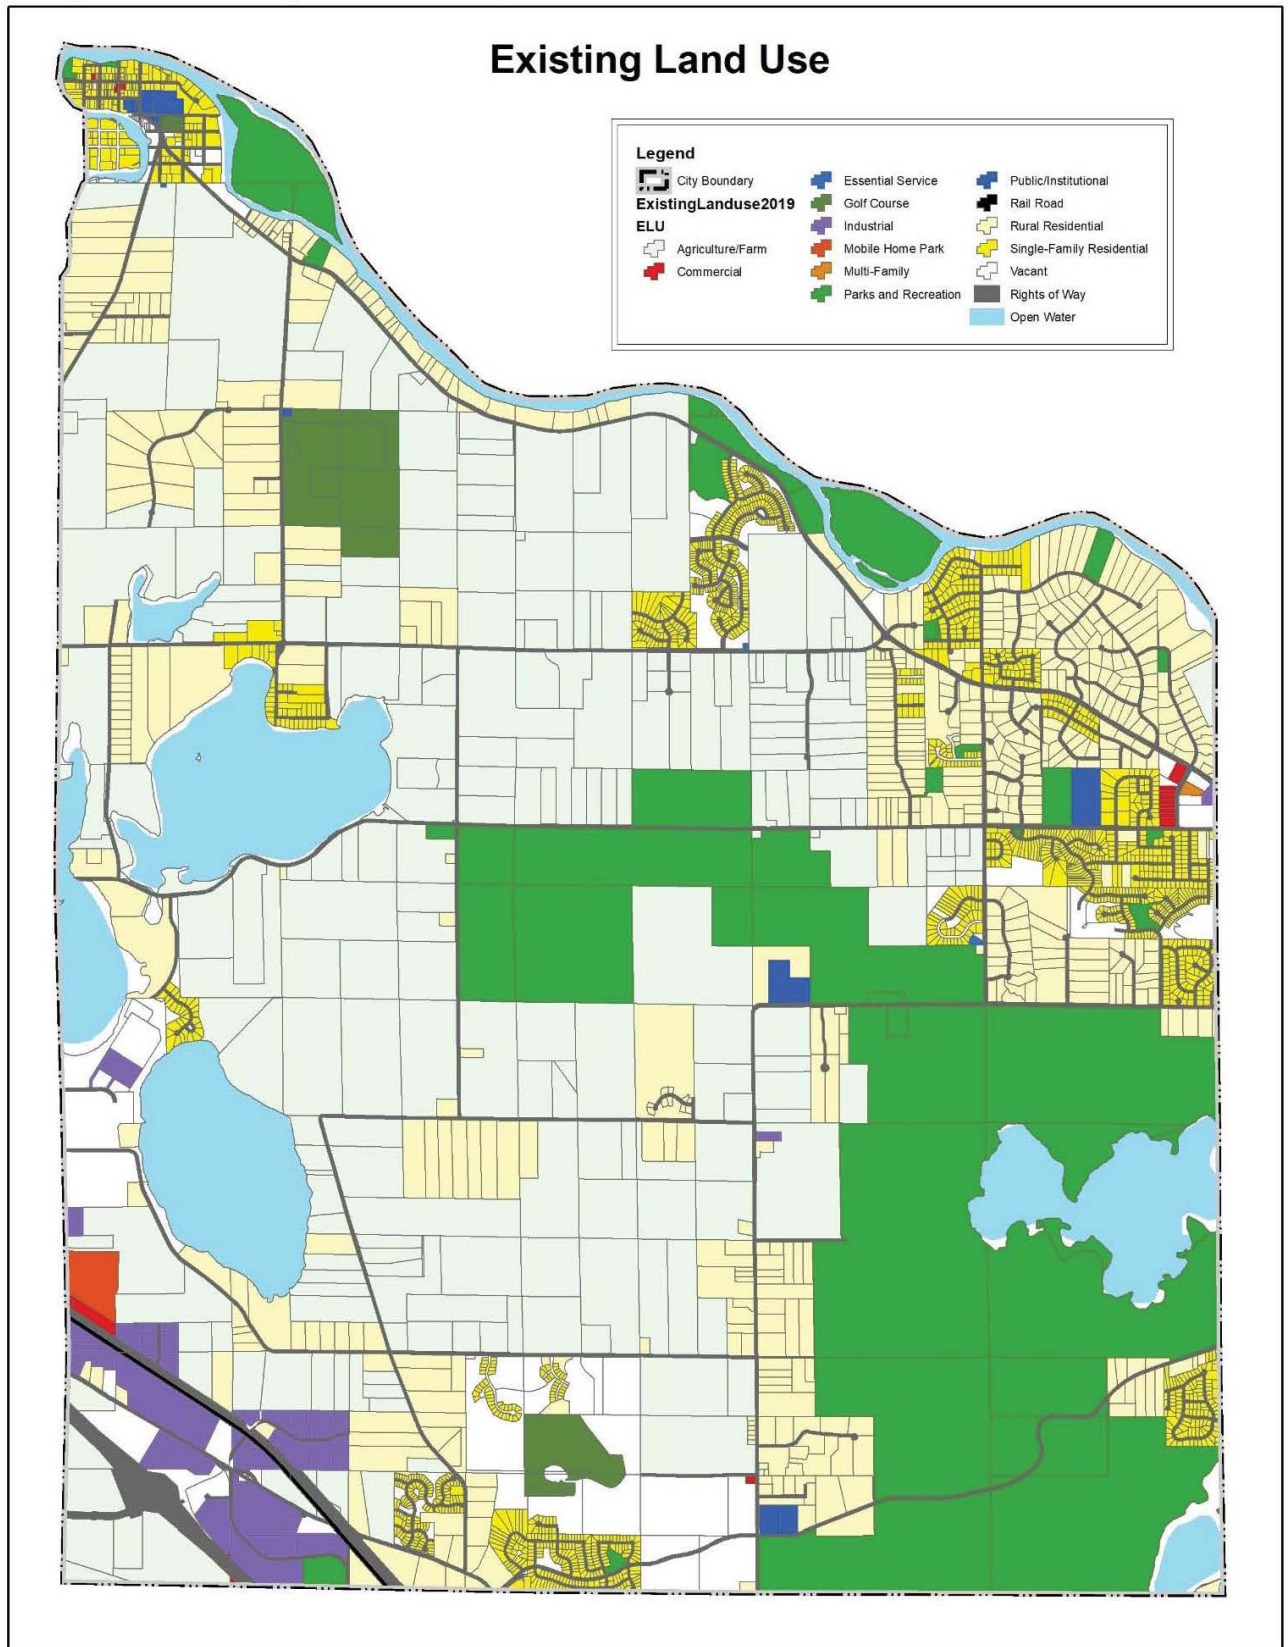 Existing Land Use
Legend
City Boundary
ExistingLanduse2019
ELU
Agriculture/Farm
Commercial
Essential Service
Golf Course
Industrial
Mobile Home Park
Multi-Family
Parks and Recreation
Public/Institutional
Rail Road
Rural Residential
Single-Family Residential
Vacant
Rights of Way
Open Water